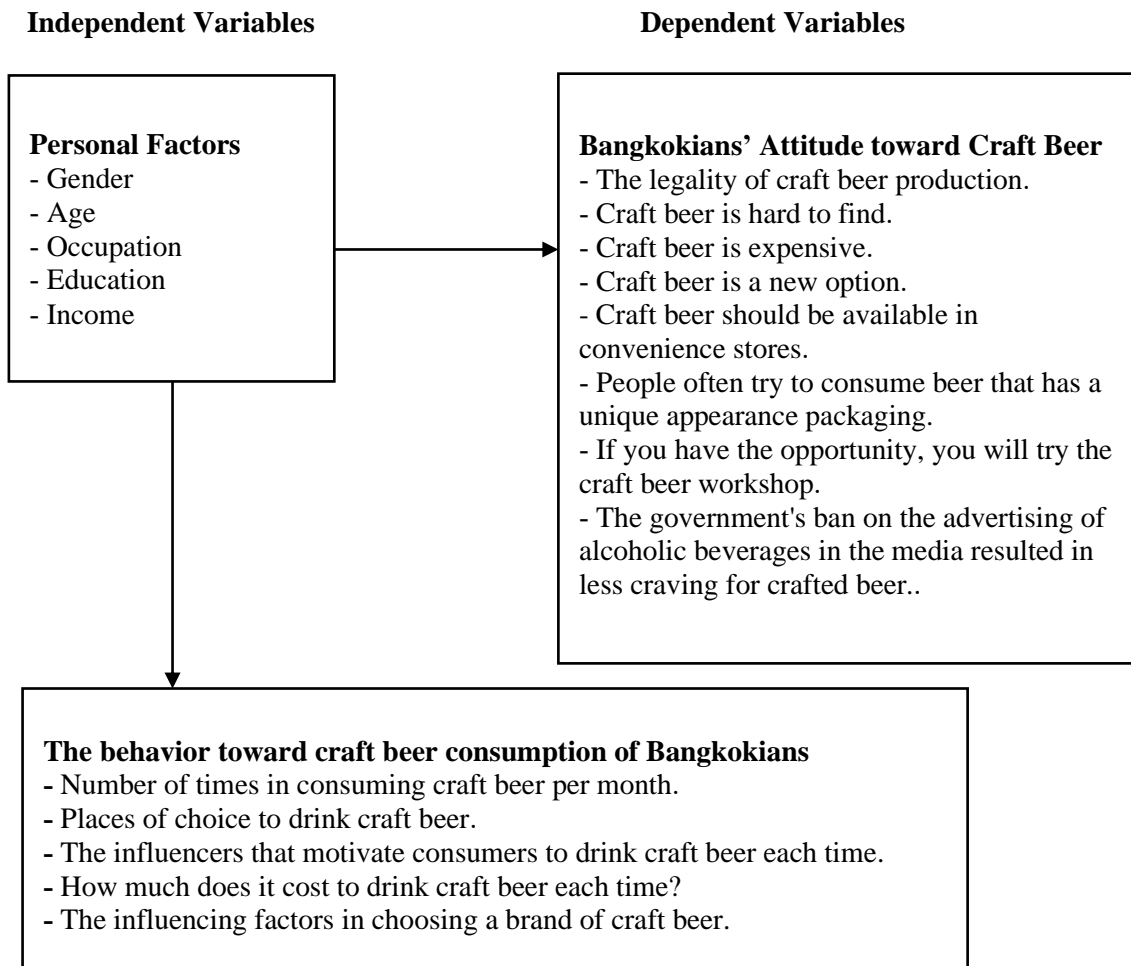 Independent Variables
Dependent Variables
Personal Factors
- Gender
- Age
- Occupation
- Education
- Income
Bangkokians’ Attitude toward Craft Beer
- The legality of craft beer production.
- Craft beer is hard to find.
- Craft beer is expensive.
- Craft beer is a new option.
- Craft beer should be available in
convenience stores.
- People often try to consume beer that has a
unique appearance packaging.
- If you have the opportunity, you will try the
craft beer workshop.
- The government's ban on the advertising of
alcoholic beverages in the media resulted in
less craving for crafted beer..
The behavior toward craft beer consumption of Bangkokians
- Number of times in consuming craft beer per month.
- Places of choice to drink craft beer.
- The influencers that motivate consumers to drink craft beer each time.
- How much does it cost to drink craft beer each time?
- The influencing factors in choosing a brand of craft beer.